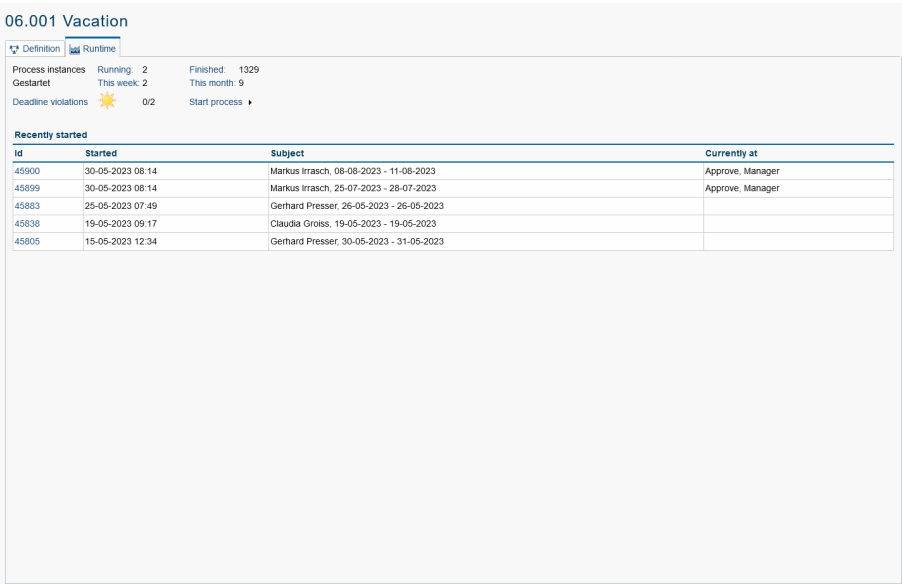 06.001 Vacation
Definition Runtime
Process instances Running: 2 Finished: 1329
Gestartet This week: 2 This month: 9
Deadline violations 0/2 Start process
Recently started
Id Started Subject Currently at
45900 30-05-2023 08:14 Markus Irrasch, 08-08-2023 - 11-08-2023 Approve, Manager
45899 30-05-2023 08:14 Markus Irrasch, 25-07-2023 - 28-07-2023 Approve, Manager
45883 25-05-2023 07:49 Gerhard Presser, 26-05-2023 - 26-05-2023
45838 19-05-2023 09:17 Claudia Groiss, 19-05-2023 - 19-05-2023
45805 15-05-2023 12:34 Gerhard Presser, 30-05-2023 - 31-05-2023